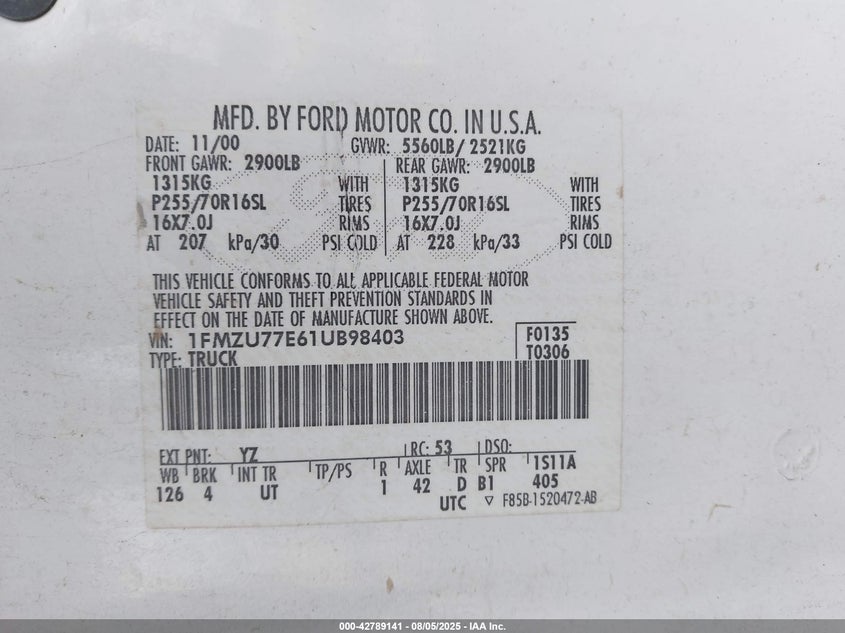 MFD. BY FORD MOTOR CO. IN U.S.A.
DATE: 11/00 GVWR: 5560LB/ 2521KG
FRONT GAWR: 2900LB REAR GAWR: 2900LB
1315KG WITH 1315KG WITH
P255/70R16SL TIRES P255/70R16SL TIRES
16X7.0J RIMS 16X7.0J RIMS
AT 207 kPa/30 PSI COLD AT 228 kPa/33 PSI COLD
THIS VEHICLE CONFORMS TO ALL APPLICABLE FEDERAL MOTOR
VEHICLE SAFETY AND THEFT PREVENTION STANDARDS IN
EFFECT ON THE DATE OF MANUFACTURE SHOWN ABOVE.
VIN: 1FMZU77E61UB98403 F0135
TYPE: TRUCK T0306
EXT PNT: YZ RC: 53 DSO:
WB BRK INT TR TP/PS R AXLE TR SPR 1S11A
126 4 UT 1 42 D B1 405
UTC ▽ F85B-1520472-AB
000-42789141 - 08/05/2025 - IAA Inc.